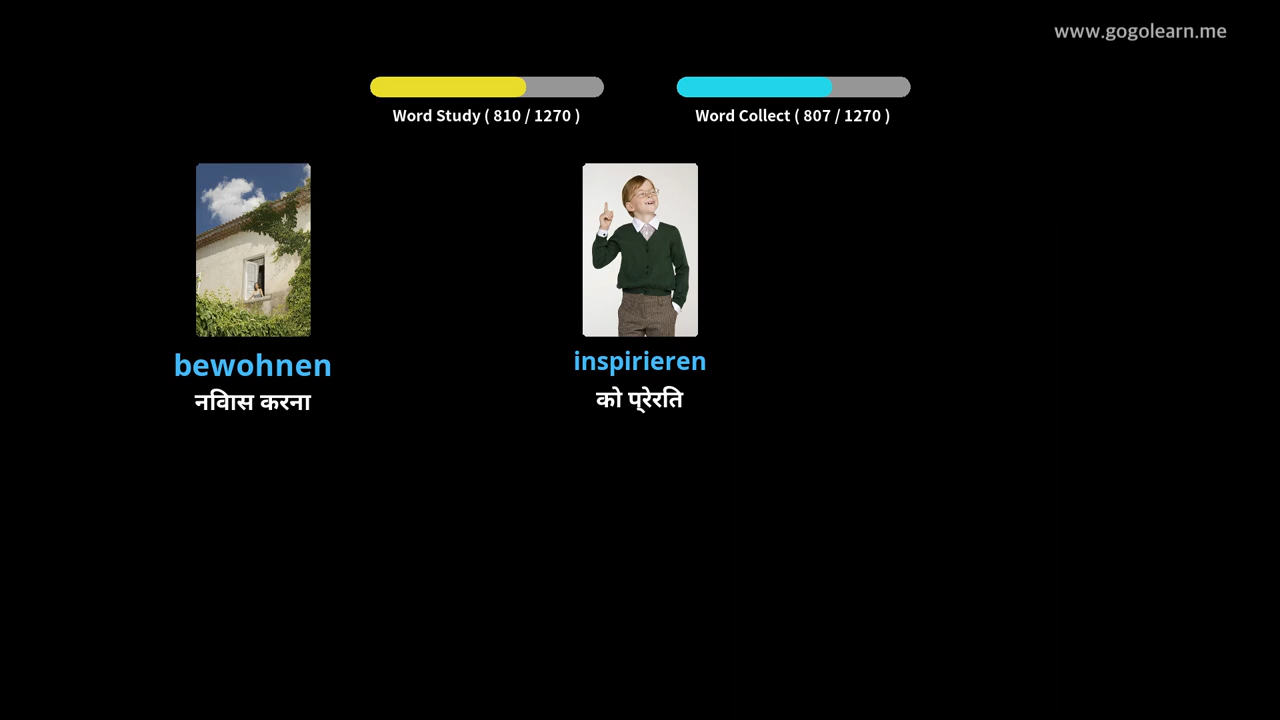 www.gogolearn.me
Word Study ( 810 / 1270 )
Word Collect ( 807 / 1270 )
bewohnen
निवास करना
inspirieren
को प्रेरित